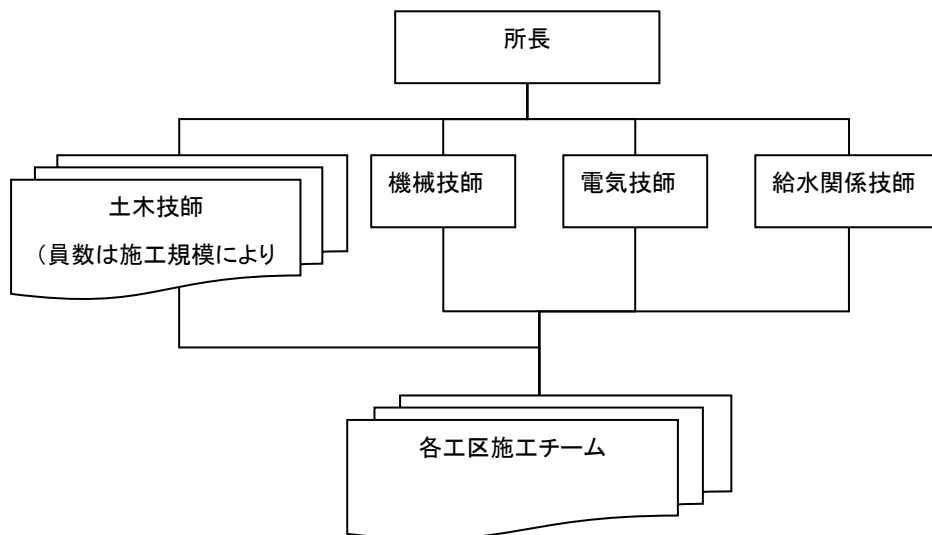 所長
土木技師
（員数は施工規模により
機械技師
電気技師
給水関係技師
各工区施工チーム